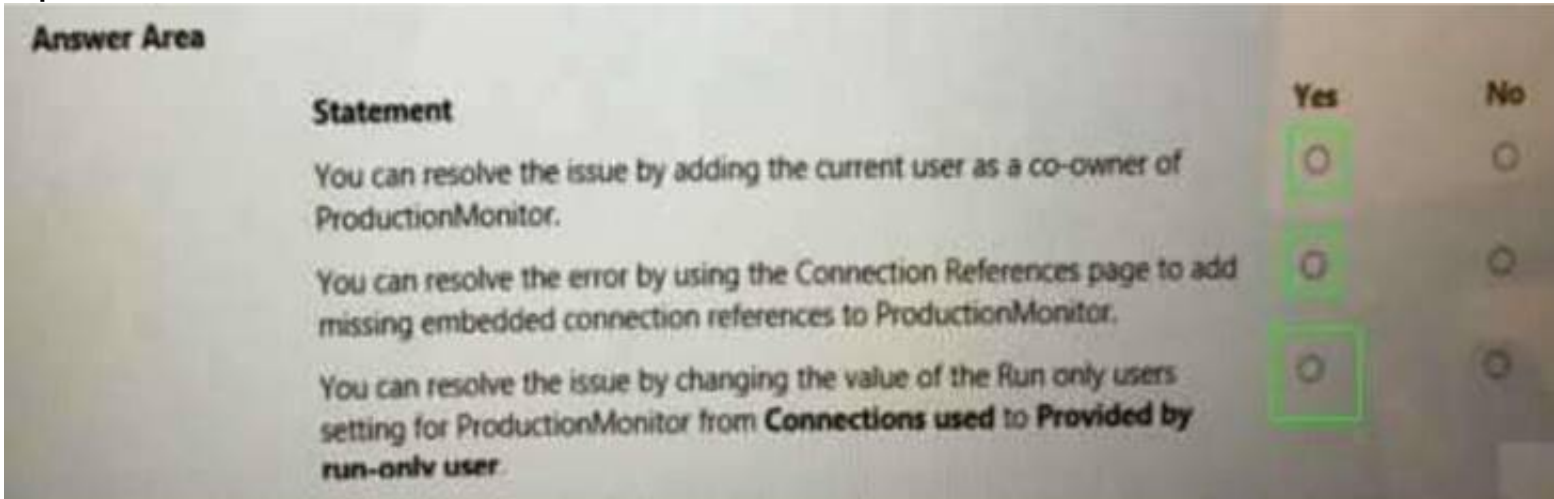 Answer Area
Statement
Yes
No
You can resolve the issue by adding the current user as a co-owner of
ProductionMonitor.
You can resolve the error by using the Connection References page to add
missing embedded connection references to ProductionMonitor.
You can resolve the issue by changing the value of the Run only users
setting for ProductionMonitor from Connections used to Provided by
run-only user.